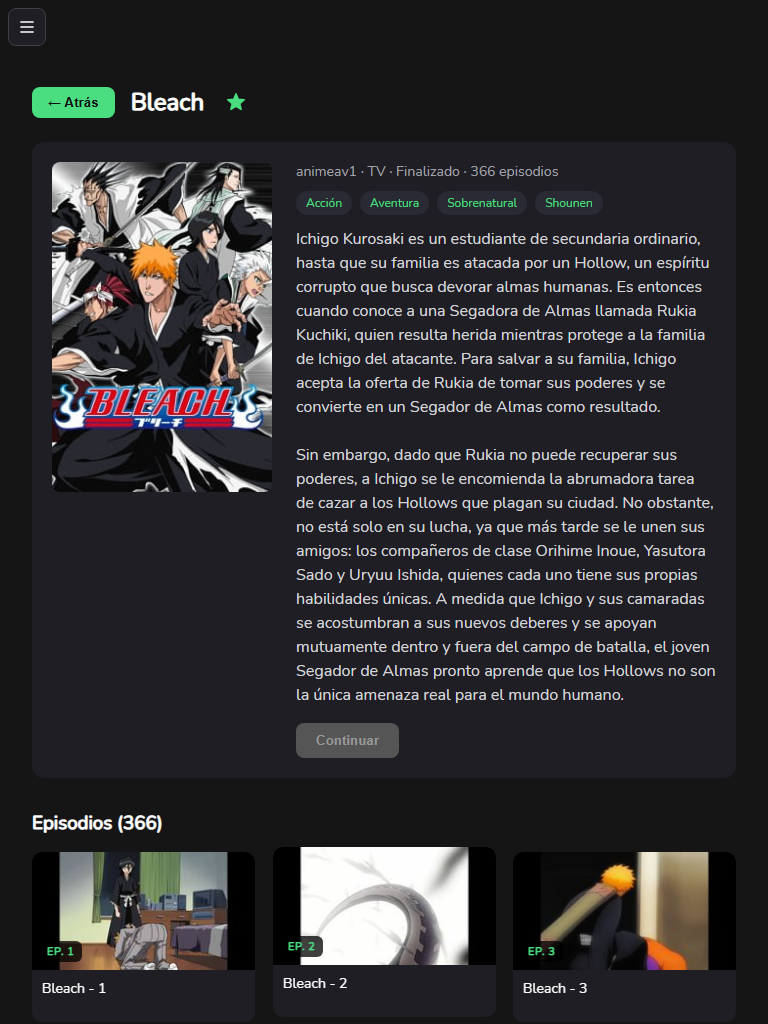 ← Atrás
Bleach
animeav1 · TV · Finalizado · 366 episodios
Acción Aventura Sobrenatural Shounen
Ichigo Kurosaki es un estudiante de secundaria ordinario,
hasta que su familia es atacada por un Hollow, un espíritu
corrupto que busca devorar almas humanas. Es entonces
cuando conoce a una Segadora de Almas llamada Rukia
Kuchiki, quien resulta herida mientras protege a la familia
de Ichigo del atacante. Para salvar a su familia, Ichigo
acepta la oferta de Rukia de tomar sus poderes y se
convierte en un Segador de Almas como resultado.
Sin embargo, dado que Rukia no puede recuperar sus
poderes, a Ichigo se le encomienda la abrumadora tarea
de cazar a los Hollows que plagan su ciudad. No obstante,
no está solo en su lucha, ya que más tarde se le unen sus
amigos: los compañeros de clase Orihime Inoue, Yasutora
Sado y Uryuu Ishida, quienes cada uno tiene sus propias
habilidades únicas. A medida que Ichigo y sus camaradas
se acostumbran a sus nuevos deberes y se apoyan
mutuamente dentro y fuera del campo de batalla, el joven
Segador de Almas pronto aprende que los Hollows no son
la única amenaza real para el mundo humano.
BLEACH
ブリーチ
Continuar
Episodios (366)
EP. 1
Bleach - 1
EP. 2
Bleach - 2
EP. 3
Bleach - 3